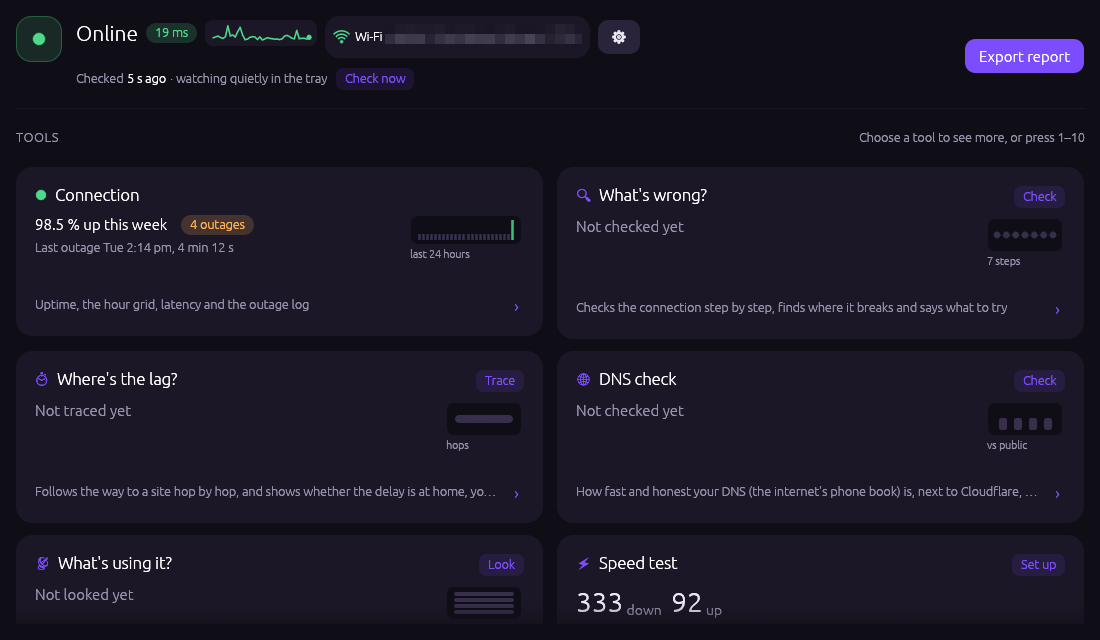 Online 19 ms Wi-Fi
Export report
Checked 5 s ago · watching quietly in the tray Check now
TOOLS
Choose a tool to see more, or press 1–10
Connection
98.5 % up this week 4 outages
Last outage Tue 2:14 pm, 4 min 12 s
last 24 hours
Uptime, the hour grid, latency and the outage log ›
What's wrong? Check
Not checked yet
7 steps
Checks the connection step by step, finds where it breaks and says what to try ›
Where's the lag? Trace
Not traced yet
hops
Follows the way to a site hop by hop, and shows whether the delay is at home, yo… ›
DNS check Check
Not checked yet
vs public
How fast and honest your DNS (the internet's phone book) is, next to Cloudflare, … ›
What's using it? Look
Not looked yet
Speed test Set up
333 down 92 up